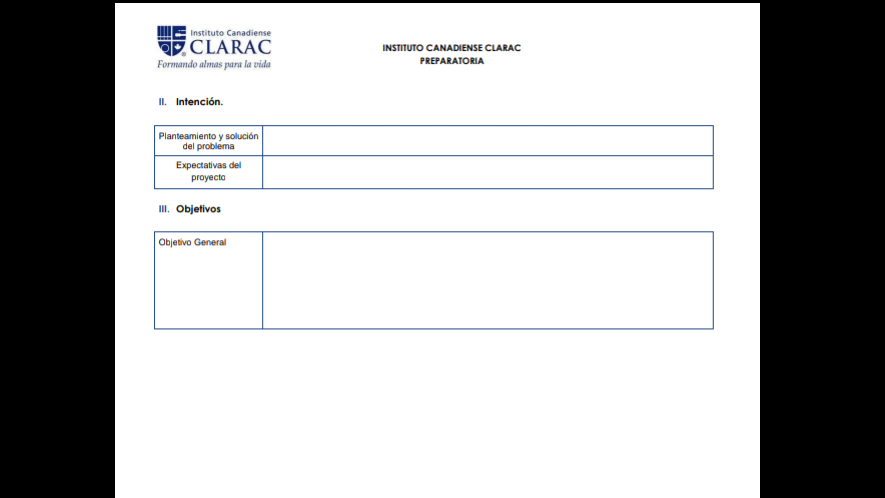 Instituto Canadiense
CLARAC
Formando almas para la vida
INSTITUTO CANADIENSE CLARAC
PREPARATORIA
II. Intención.
Planteamiento y solución
del problema
Expectativas del
proyecto
III. Objetivos
Objetivo General